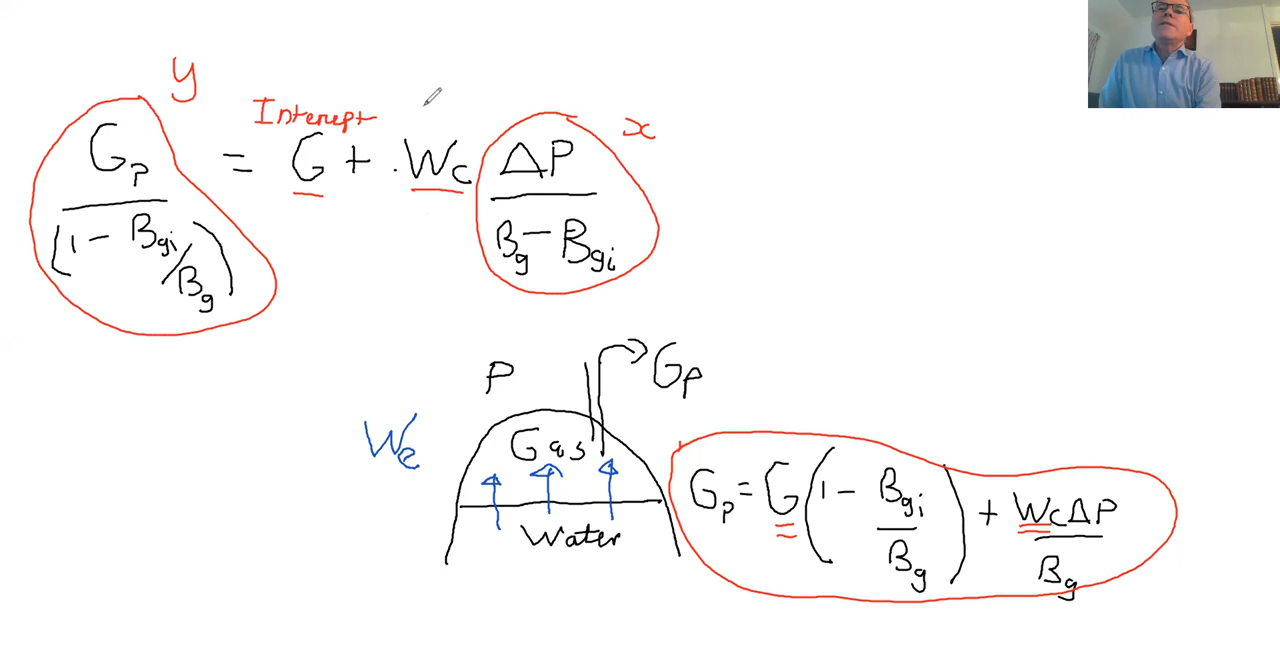 y
Intercept
x
Gp / (1 - Bgi/Bg) = G + . Wc ΔP / (Bg - Bgi)
P
Gp
We
Gas
Water
Gp = G (1 - Bgi/Bg) + WcΔP / Bg